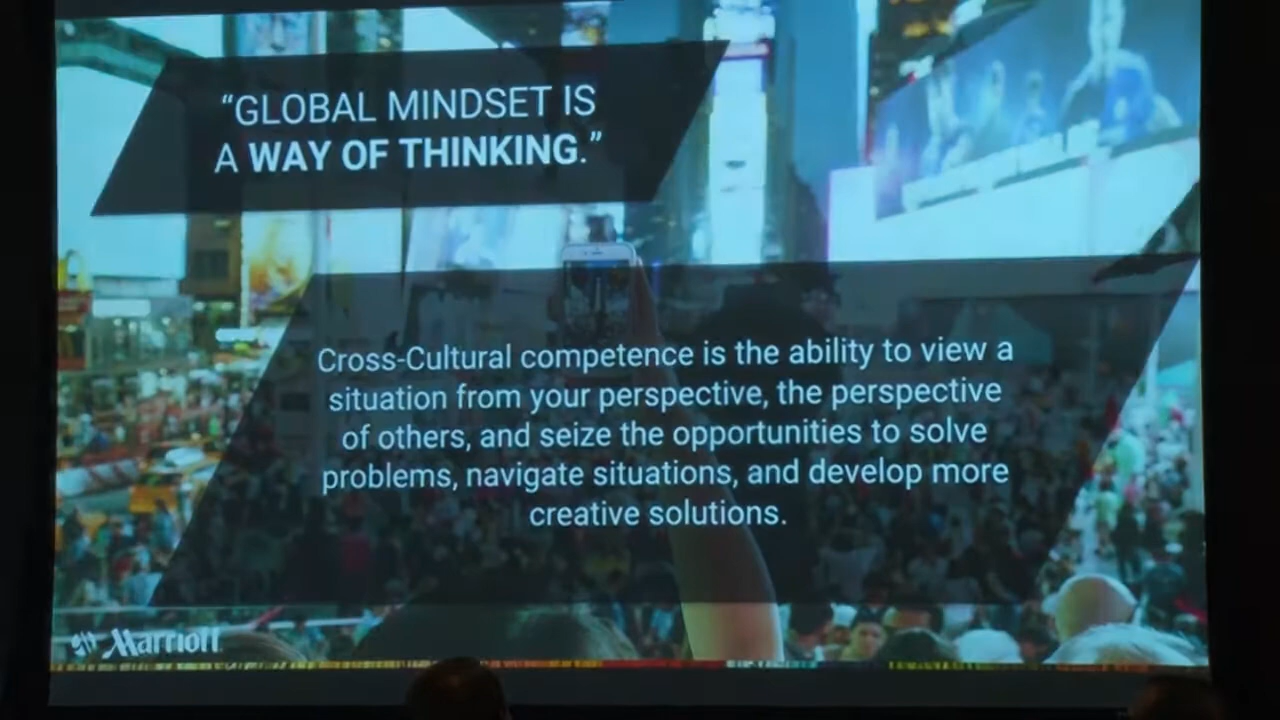 “GLOBAL MINDSET IS
A WAY OF THINKING.”
Cross-Cultural competence is the ability to view a
situation from your perspective, the perspective
of others, and seize the opportunities to solve
problems, navigate situations, and develop more
creative solutions.
Marriott